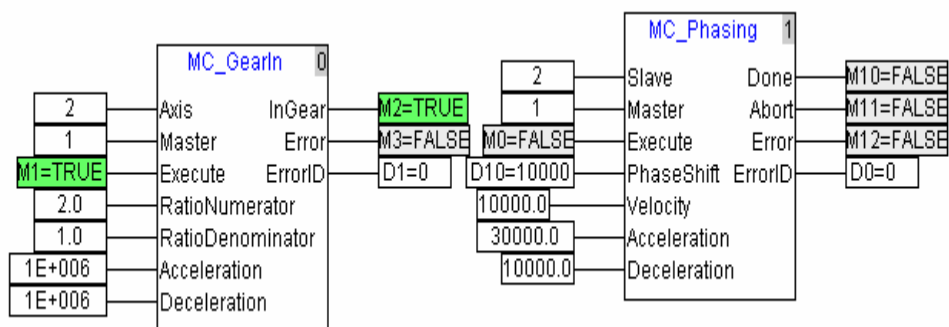 MC_GearIn 0
2 Axis InGear M2=TRUE
1 Master Error M3=FALSE
M1=TRUE Execute ErrorID D1=0
2.0 RatioNumerator
1.0 RatioDenominator
1E+006 Acceleration
1E+006 Deceleration
MC_Phasing 1
2 Slave Done M10=FALSE
1 Master Abort M11=FALSE
M0=FALSE Execute Error M12=FALSE
D10=10000 PhaseShift ErrorID D0=0
10000.0 Velocity
30000.0 Acceleration
10000.0 Deceleration